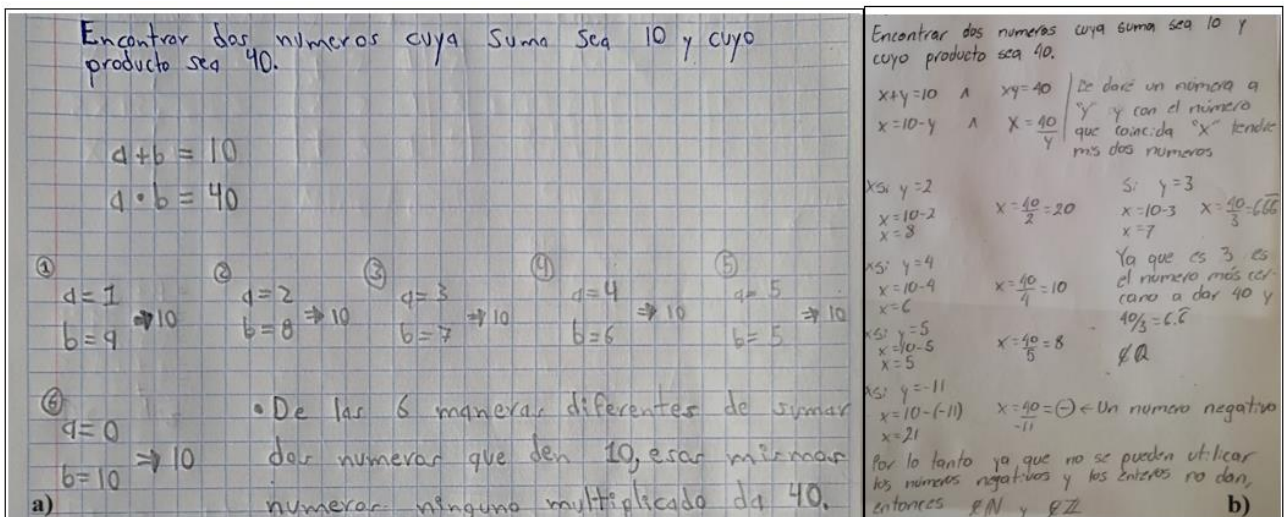 Encontrar dos numeros cuya suma sea 10 y cuyo
producto sea 40.
a+b = 10
a•b = 40
① a=1 b=9 ⇒10
② a=2 b=8 ⇒10
③ a=3 b=7 ⇒10
④ a=4 b=6 ⇒10
⑤ a=5 b=5 ⇒10
⑥ a=0 b=10 ⇒10
• De las 6 maneras diferentes de sumar
dos numeros que den 10, esos mismos
numeros ninguno multiplicado da 40.
a)
Encontrar dos numeros cuya suma sea 10 y
cuyo producto sea 40.
x+y=10 ∧ xy=40
x=10-y ∧ x=40/y
Le daré un número a
"y" y con el número
que coincida "x" tendré
mis dos numeros
x Si y=2
x=10-2 x=40/2=20
x=8
Si y=3
x=10-3 x=40/3=6.6̅6̅
x=7
Ya que es 3 es
el número más cer-
cano a dar 40 y
40/3=6.6̅
∉Q
x Si y=4
x=10-4 x=40/4=10
x=6
x Si y=5
x=10-5 x=40/5=8
x=5
x Si y=-11
x=10-(-11) x=40/-11=(-) ← Un numero negativo
x=21
Por lo tanto ya que no se pueden utilizar
los números negativos y los enteros no dan,
entonces ∉N y ∉Z
b)